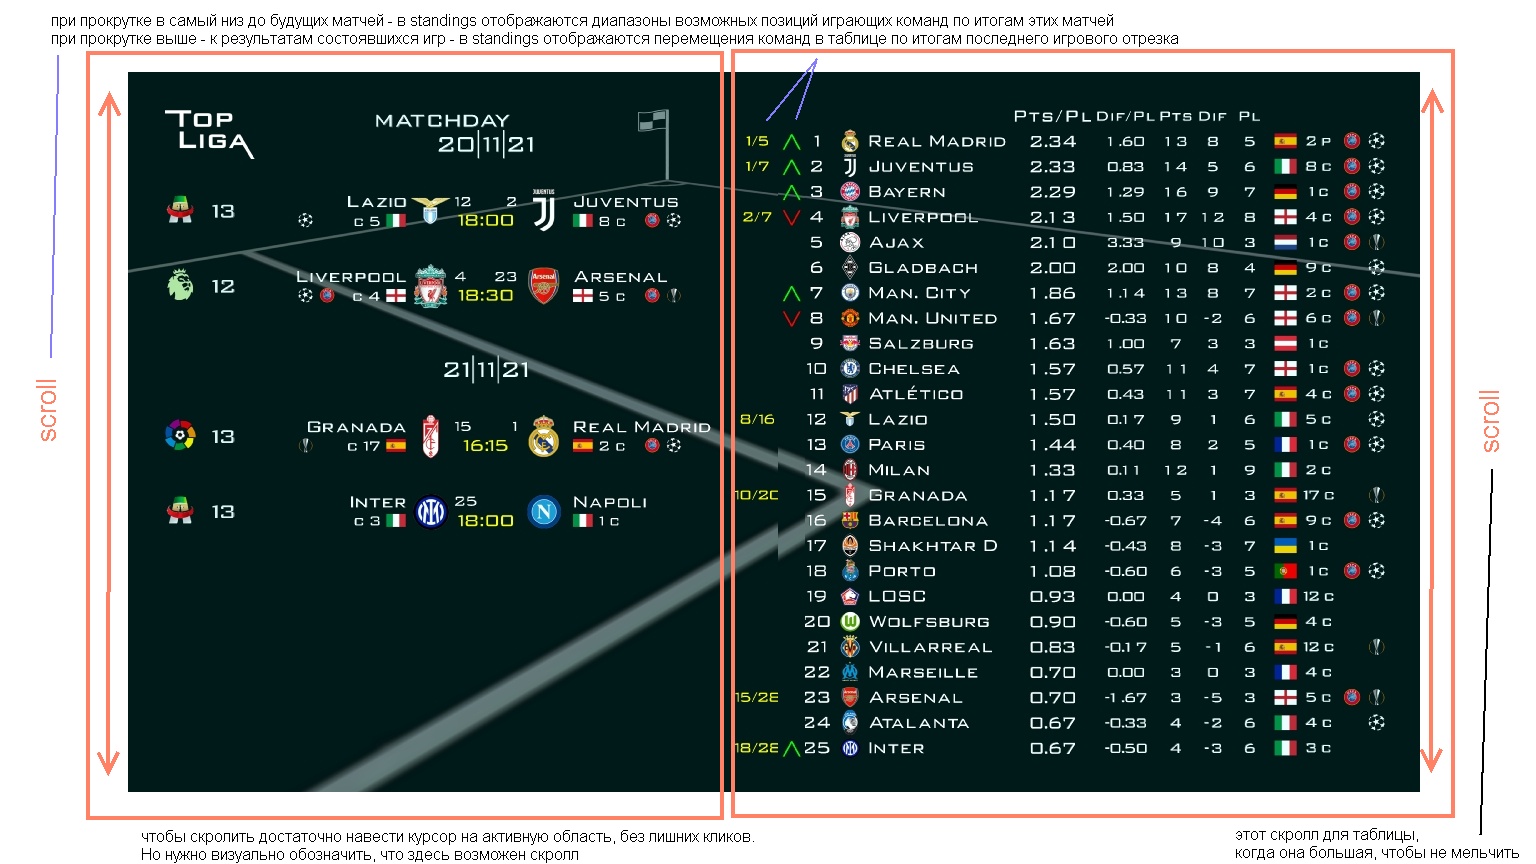 при прокрутке в самый низ до будущих матчей - в standings отображаются диапазоны возможных позиций играющих команд по итогам этих матчей
при прокрутке выше - к результатам состоявшихся игр - в standings отображаются перемещения команд в таблице по итогам последнего игрового отрезка
scroll
TOP
LIGA
MATCHDAY
20|11|21
13 LAZIO 12 2 JUVENTUS
C 5 18:00 8 C
12 LIVERPOOL 4 23 ARSENAL
C 4 18:30 5 C
21|11|21
13 GRANADA 15 1 REAL MADRID
C 17 16:15 2 C
13 INTER 25 NAPOLI
C 3 18:00 1 C
PTS/PL DIF/PL PTS DIF PL
1/5 1 REAL MADRID 2.34 1.60 13 8 5 2 P
1/7 2 JUVENTUS 2.33 0.83 14 5 6 8 C
3 BAYERN 2.29 1.29 16 9 7 1 C
2/7 4 LIVERPOOL 2.13 1.50 17 12 8 4 C
5 AJAX 2.10 3.33 9 10 3 1 C
6 GLADBACH 2.00 2.00 10 8 4 9 C
7 MAN. CITY 1.86 1.14 13 8 7 2 C
8 MAN. UNITED 1.67 -0.33 10 -2 6 6 C
9 SALZBURG 1.63 1.00 7 3 3 1 C
10 CHELSEA 1.57 0.57 11 4 7 1 C
11 ATLÉTICO 1.57 0.43 11 3 7 4 C
8/16 12 LAZIO 1.50 0.17 9 1 6 5 C
13 PARIS 1.44 0.40 8 2 5 1 C
14 MILAN 1.33 0.11 12 1 9 2 C
10/20 15 GRANADA 1.17 0.33 5 1 3 17 C
16 BARCELONA 1.17 -0.67 7 -4 6 9 C
17 SHAKHTAR D 1.14 -0.43 8 -3 7 1 C
18 PORTO 1.08 -0.60 6 -3 5 1 C
19 LOSC 0.93 0.00 4 0 3 12 C
20 WOLFSBURG 0.90 -0.60 5 -3 5 4 C
21 VILLARREAL 0.83 -0.17 5 -1 6 12 C
22 MARSEILLE 0.70 0.00 3 0 3 4 C
23 ARSENAL 0.70 -1.67 3 -5 3 5 C
24 ATALANTA 0.67 -0.33 4 -2 6 4 C
25 INTER 0.67 -0.50 4 -3 6 3 C
scroll
чтобы скролить достаточно навести курсор на активную область, без лишних кликов.
Но нужно визуально обозначить, что здесь возможен скролл
этот скролл для таблицы,
когда она большая, чтобы не мельчить